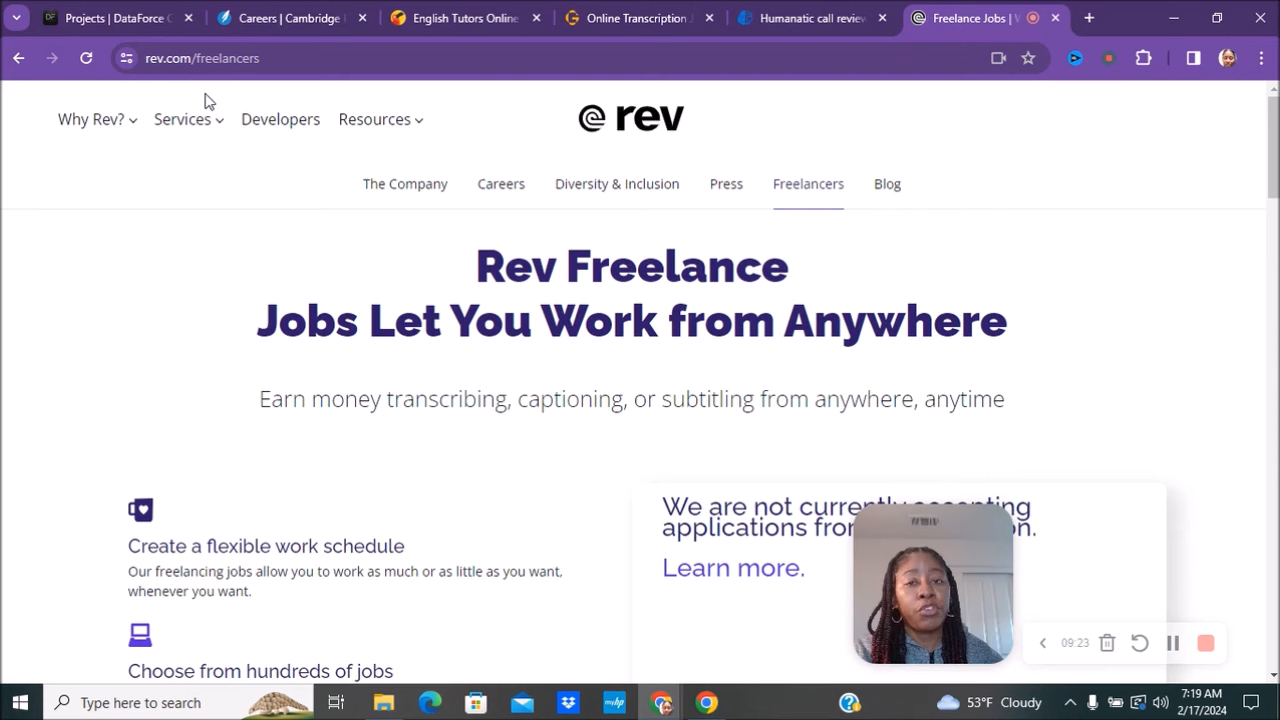 Projects | DataForce C
Careers | Cambridge
English Tutors Online
Online Transcription J
Humanatic call review
Freelance Jobs |
rev.com/freelancers
Why Rev? Services Developers Resources
rev
The Company Careers Diversity & Inclusion Press Freelancers Blog
Rev Freelance
Jobs Let You Work from Anywhere
Earn money transcribing, captioning, or subtitling from anywhere, anytime
Create a flexible work schedule
Our freelancing jobs allow you to work as much or as little as you want,
whenever you want.
Choose from hundreds of jobs
We are not currently accepting
applications from
Learn more.
09:23
Type here to search
53°F Cloudy
7:19 AM
2/17/2024